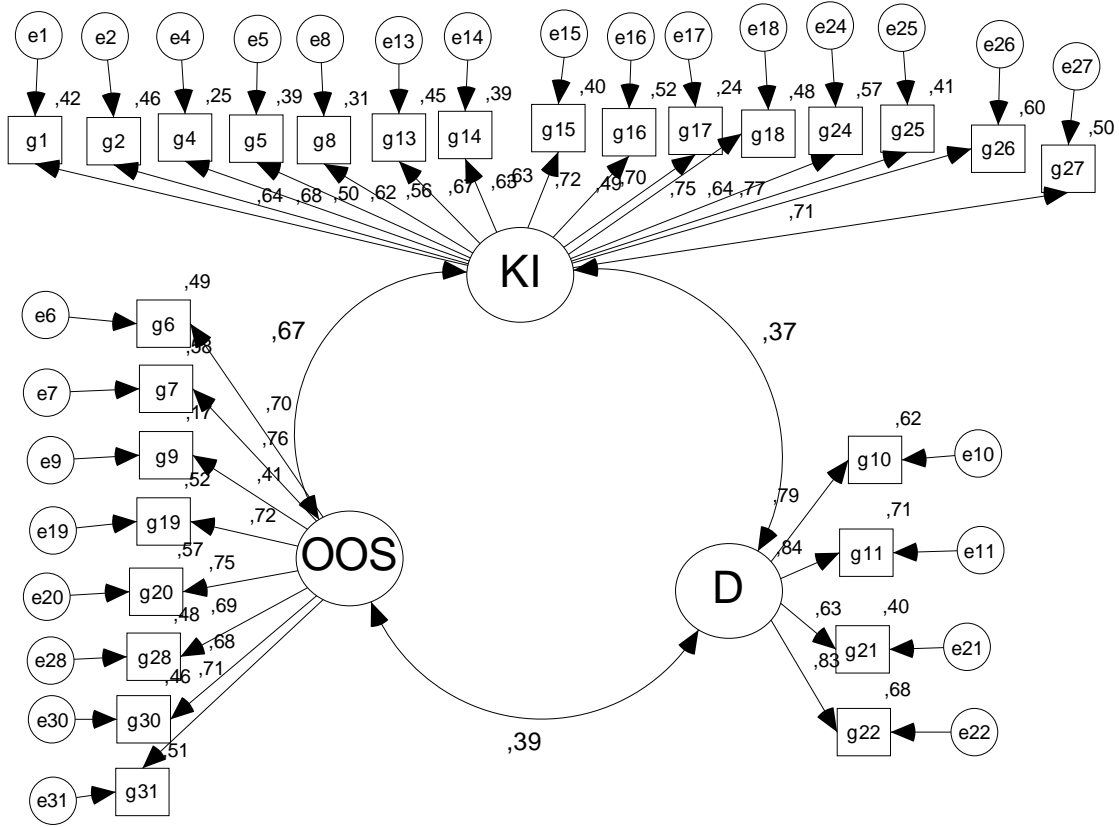 e1 e2 e4 e5 e8 e13 e14 e15 e16 e17 e18 e24 e25 e26 e27
,42 ,46 ,25 ,39 ,31 ,45 ,39 ,40 ,52 ,24 ,48 ,57 ,41 ,60 ,50
g1 g2 g4 g5 g8 g13 g14 g15 g16 g17 g18 g24 g25 g26 g27
,64 ,68 ,50 ,62 ,56 ,67 ,63 ,63 ,72 ,49 ,70 ,75 ,64 ,77
,71
KI
,67 ,37
,49
e6 g6
,58
e7 g7
,70
,17
,76
e9 g9
,41
,52
e19 g19
,72
,57
,75
e20 g20
,69
,48
e28 g28
,68
,46 ,71
e30 g30
,51
e31 g31
OOS
,39
D
,62
g10 e10
,79
,71
,84
g11 e11
,63 ,40
g21 e21
,83
,68
g22 e22